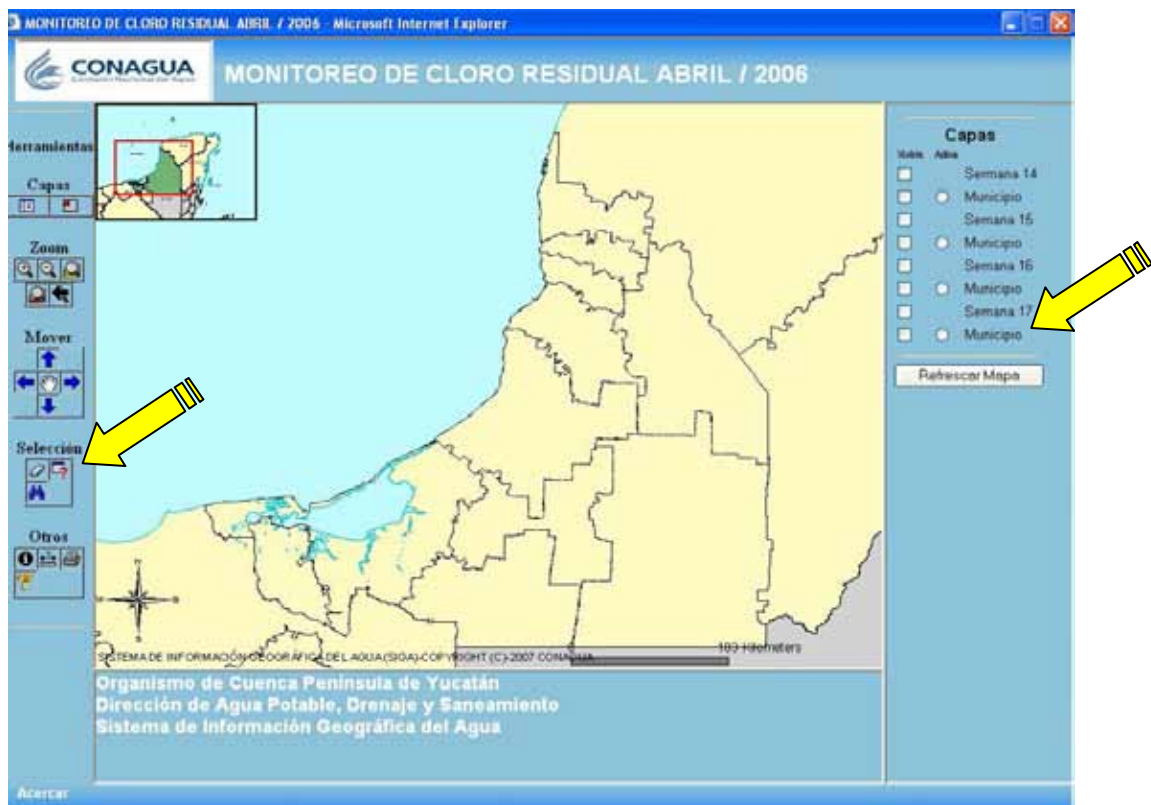 MONITOREO DE CLORO RESIDUAL ABRIL / 2006 - Microsoft Internet Explorer
CONAGUA
MONITOREO DE CLORO RESIDUAL ABRIL / 2006
Herramientas
Capas
Zoom
Mover
Selección
Otros
Capas
Visible Activa
Semana 14
Municipio
Semana 15
Municipio
Semana 16
Municipio
Semana 17
Municipio
Refrescar Mapa
103 Kilometers
SISTEMA DE INFORMACIÓN GEOGRÁFICA DEL AGUA (SIGA)-COPYRIGHT (C)-2007 CONAGUA
Organismo de Cuenca Península de Yucatán
Dirección de Agua Potable, Drenaje y Saneamiento
Sistema de Información Geográfica del Agua
Acercar